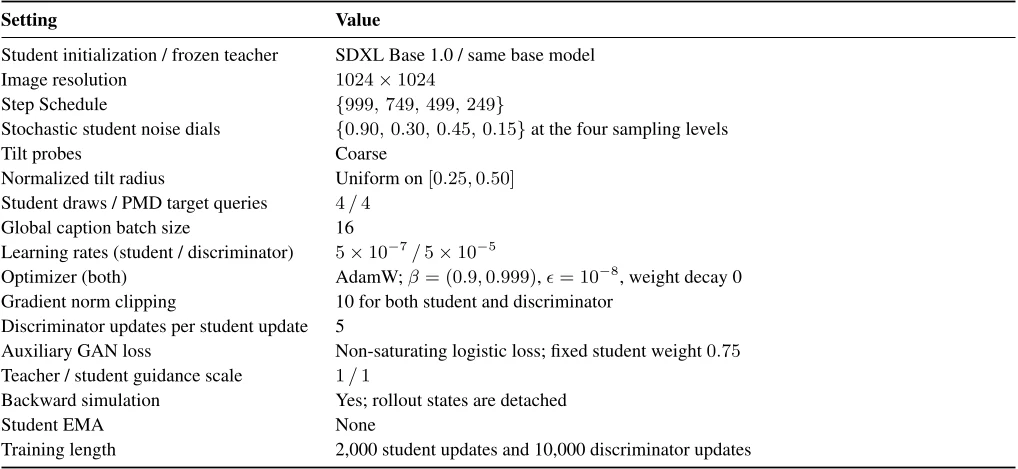 Setting Value
Student initialization / frozen teacher SDXL Base 1.0 / same base model
Image resolution 1024 × 1024
Step Schedule {999, 749, 499, 249}
Stochastic student noise dials {0.90, 0.30, 0.45, 0.15} at the four sampling levels
Tilt probes Coarse
Normalized tilt radius Uniform on [0.25, 0.50]
Student draws / PMD target queries 4 / 4
Global caption batch size 16
Learning rates (student / discriminator) 5 × 10⁻⁷ / 5 × 10⁻⁵
Optimizer (both) AdamW; β = (0.9, 0.999), ϵ = 10⁻⁸, weight decay 0
Gradient norm clipping 10 for both student and discriminator
Discriminator updates per student update 5
Auxiliary GAN loss Non-saturating logistic loss; fixed student weight 0.75
Teacher / student guidance scale 1 / 1
Backward simulation Yes; rollout states are detached
Student EMA None
Training length 2,000 student updates and 10,000 discriminator updates